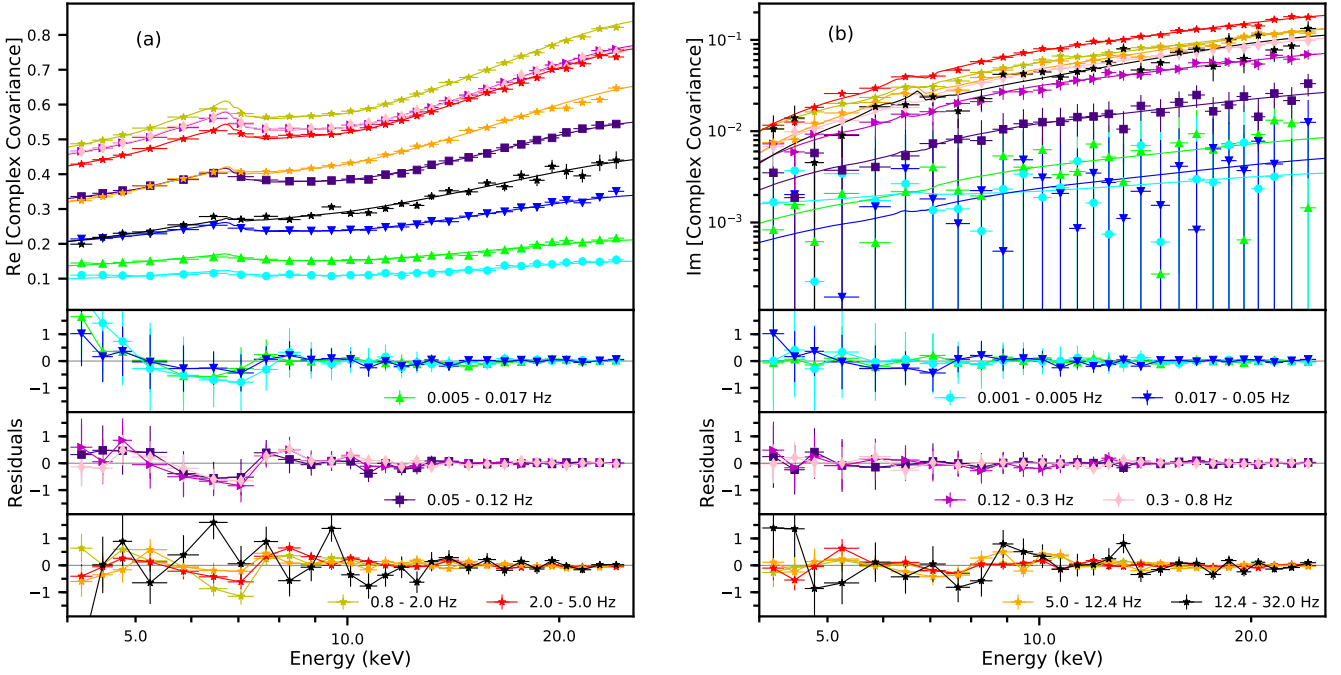 (a)
Re [Complex Covariance]
0.8
0.7
0.6
0.5
0.4
0.3
0.2
0.1
1
0
−1
0.005 - 0.017 Hz
Residuals
1
0
−1
0.05 - 0.12 Hz
1
0
−1
0.8 - 2.0 Hz
2.0 - 5.0 Hz
5.0
10.0
20.0
Energy (keV)
(b)
Im [Complex Covariance]
10⁻¹
10⁻²
10⁻³
1
0
−1
0.001 - 0.005 Hz
0.017 - 0.05 Hz
Residuals
1
0
−1
0.12 - 0.3 Hz
0.3 - 0.8 Hz
1
0
−1
5.0 - 12.4 Hz
12.4 - 32.0 Hz
5.0
10.0
20.0
Energy (keV)